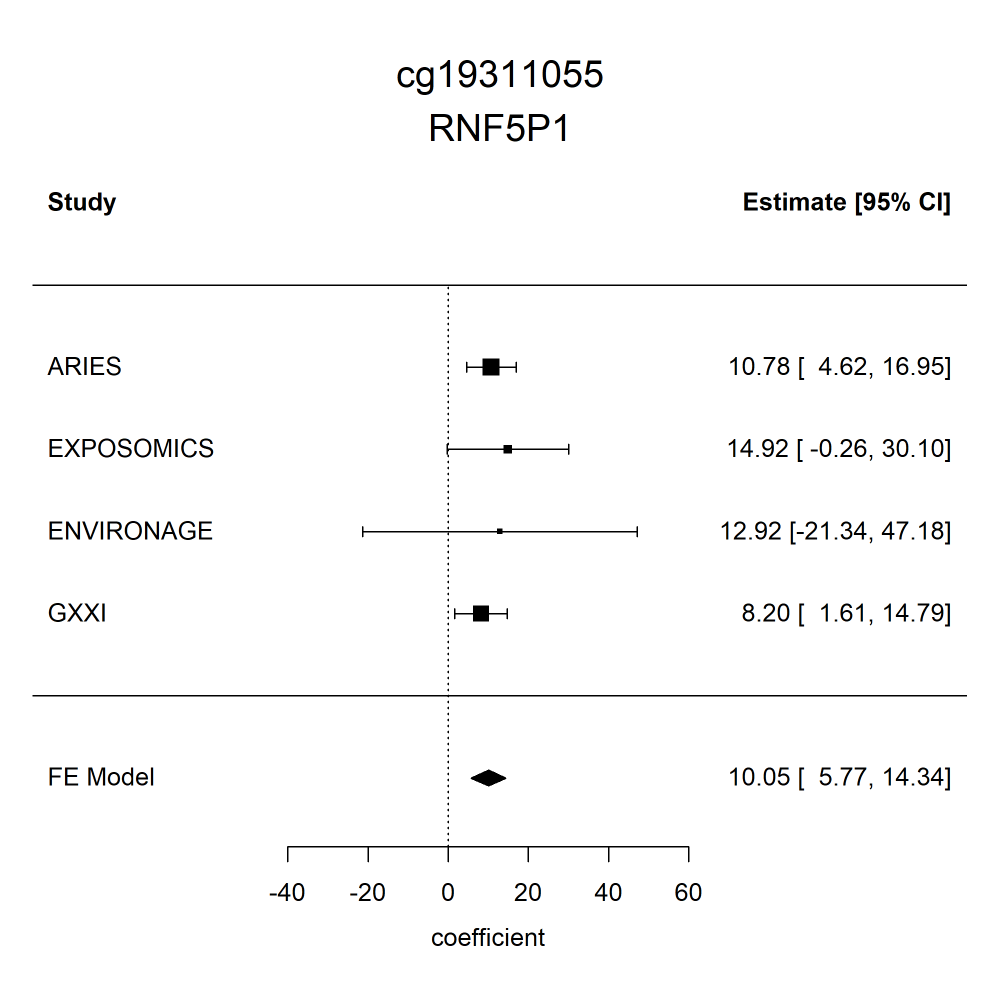 cg19311055
RNF5P1
Study Estimate [95% CI]
ARIES 10.78 [ 4.62, 16.95]
EXPOSOMICS 14.92 [ -0.26, 30.10]
ENVIRONAGE 12.92 [-21.34, 47.18]
GXXI 8.20 [ 1.61, 14.79]
FE Model 10.05 [ 5.77, 14.34]
-40 -20 0 20 40 60
coefficient